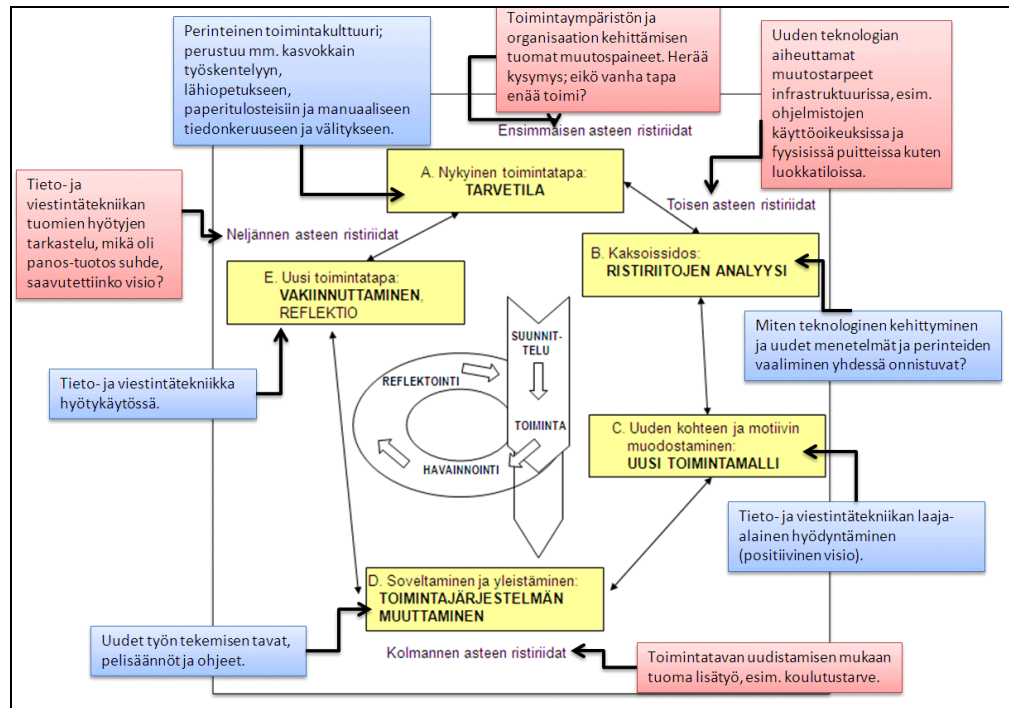 Perinteinen toimintakulttuuri;
perustuu mm. kasvokkain
työskentelyyn,
lähiopetukseen,
paperitulosteisiin ja manuaaliseen
tiedonkeruuseen ja välitykseen.
Toimintaympäristön ja
organisaation kehittämisen
tuomat muutospaineet. Herää
kysymys; eikö vanha tapa
enää toimi?
Uuden teknologian
aiheuttamat
muutostarpeet
infrastruktuurissa, esim.
ohjelmistojen
käyttöoikeuksissa ja
fyysisissä puitteissa kuten
luokkatiloissa.
Ensimmaisen asteen ristiriidat
A. Nykyinen toimintatapa:
TARVETILA
Toisen asteen ristiriidat
Tieto- ja
viestintätekniikan
tuomien hyötyjen
tarkastelu, mikä oli
panos-tuotos suhde,
saavutettiinko visio?
Neljännen asteen ristiriidat
B. Kaksoissidos:
RISTIRIITOJEN ANALYYSI
E. Uusi toimintatapa:
VAKIINNUTTAMINEN,
REFLEKTIO
Miten teknologinen kehittyminen
ja uudet menetelmät ja perinteiden
vaaliminen yhdessä onnistuvat?
SUUNNIT-
TELU
REFLEKTOINTI
TOIMINTA
HAVAINNOINTI
Tieto- ja viestintätekniikka
hyötykäytössä.
C. Uuden kohteen ja motiivin
muodostaminen:
UUSI TOIMINTAMALLI
Tieto- ja viestintätekniikan laaja-
alainen hyödyntäminen
(positiivinen visio).
D. Soveltaminen ja yleistäminen:
TOIMINTAJÄRJESTELMÄN
MUUTTAMINEN
Uudet työn tekemisen tavat,
pelisäännöt ja ohjeet.
Kolmannen asteen ristiriidat
Toimintatavan uudistamisen mukaan
tuoma lisätyö, esim. koulutustarve.